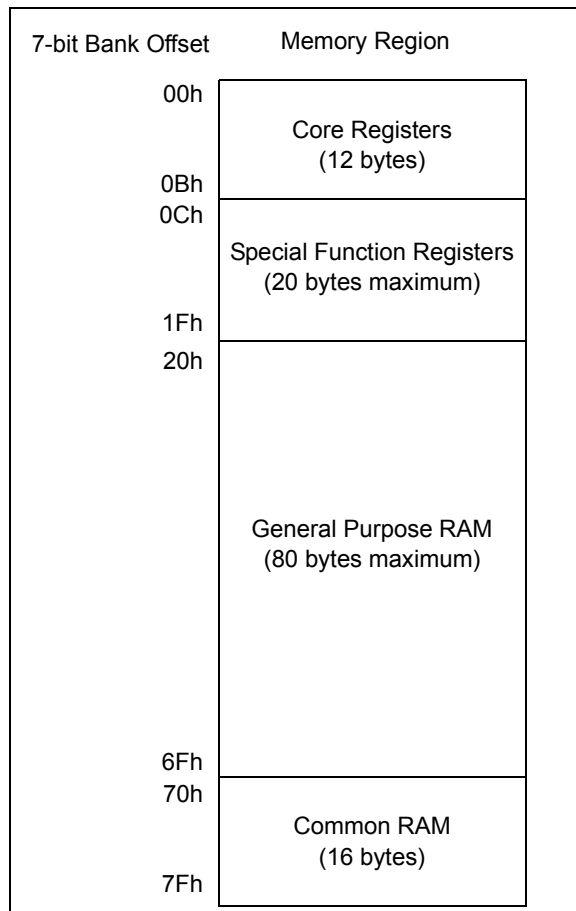 7-bit Bank Offset Memory Region
00h
Core Registers
(12 bytes)
0Bh
0Ch
Special Function Registers
(20 bytes maximum)
1Fh
20h
General Purpose RAM
(80 bytes maximum)
6Fh
70h
Common RAM
(16 bytes)
7Fh